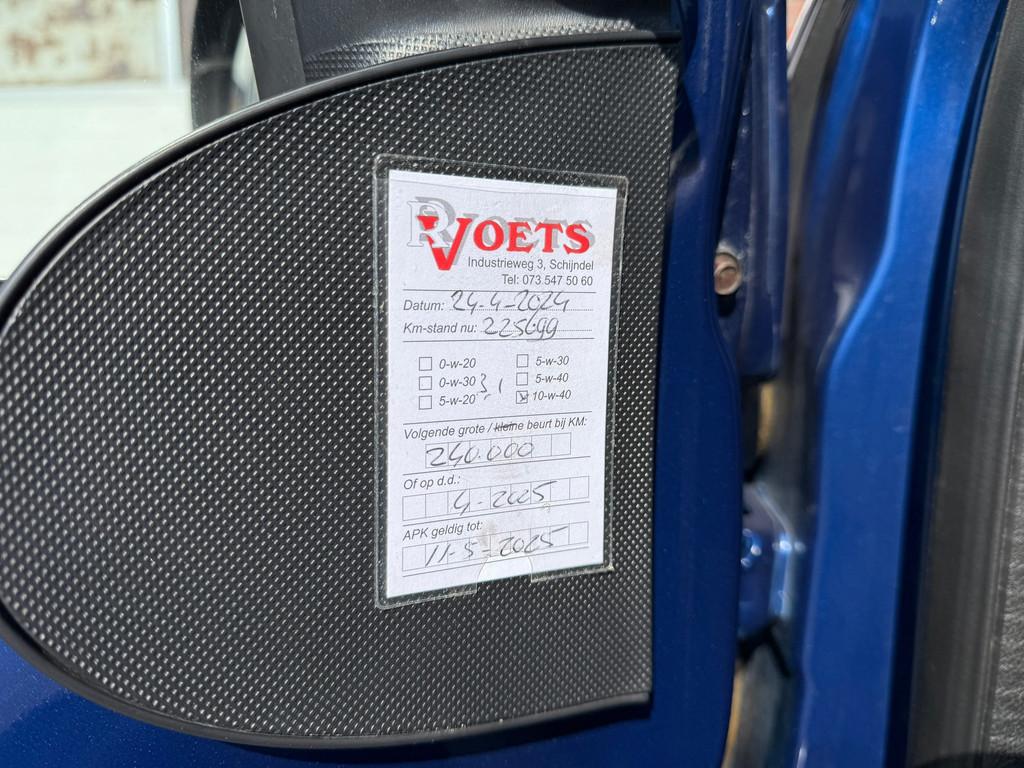 RVOETS
Industrieweg 3, Schijndel
Tel: 073 547 50 60
Datum: 24-4-2024
Km-stand nu: 225699
0-w-20
5-w-30
0-w-30
5-w-40
5-w-20
3,1
10-w-40
Volgende grote / kleine beurt bij KM:
240.000
Of op d.d.:
4-2025
APK geldig tot:
11-5-2025